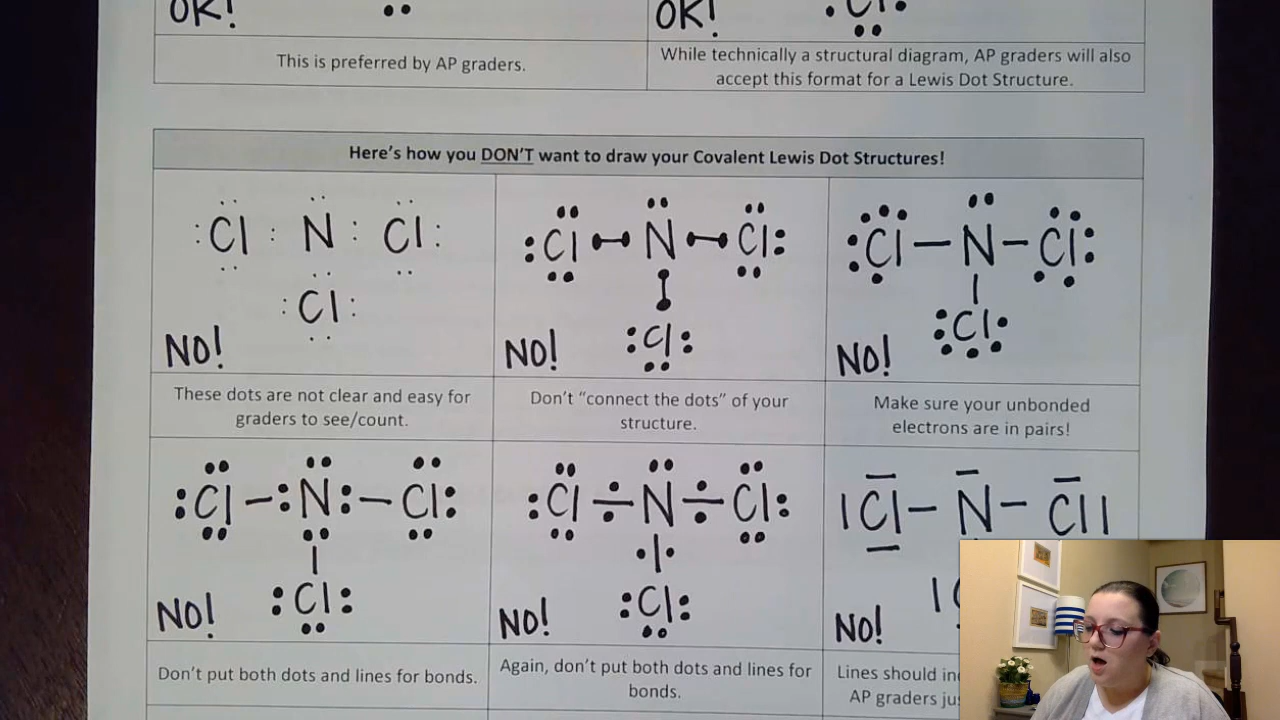 OK!
OK! Cl
This is preferred by AP graders.
While technically a structural diagram, AP graders will also
accept this format for a Lewis Dot Structure.
Here's how you DON'T want to draw your Covalent Lewis Dot Structures!
:Cl : N : Cl :
:Cl:
NO!
:Cl N Cl:
:Cl:
NO!
:Cl — N — Cl:
| 
:Cl:
NO!
These dots are not clear and easy for
graders to see/count.
Don't "connect the dots" of your
structure.
Make sure your unbonded
electrons are in pairs!
:Cl — :N: — Cl:
|
:Cl:
NO!
:Cl ÷ N ÷ Cl:
·|·
:Cl:
NO!
|Cl — N — Cl|
|
NO!
Don't put both dots and lines for bonds.
Again, don't put both dots and lines for
bonds.
Lines should
AP graders